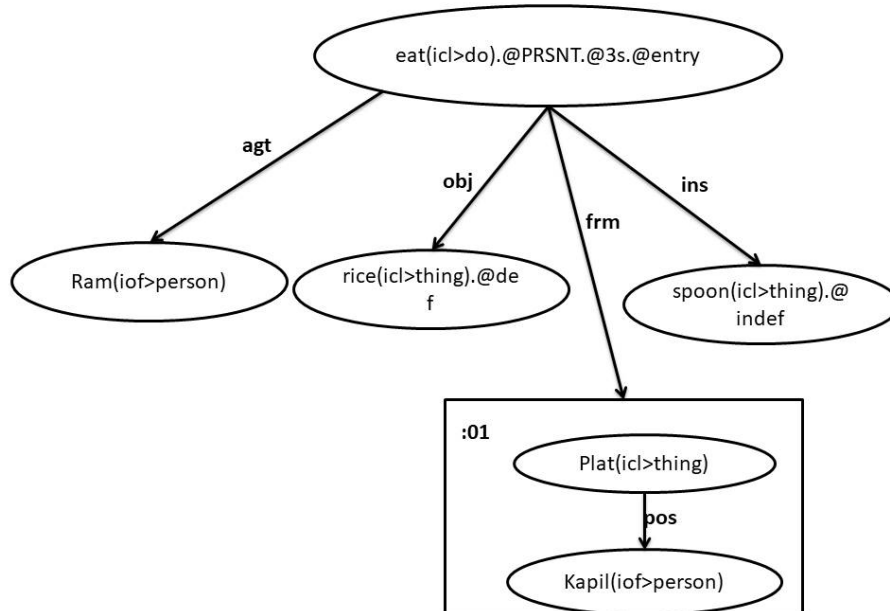 eat(icl>do).@PRSNT.@3s.@entry
agt
obj
ins
frm
Ram(iof>person)
rice(icl>thing).@de
f
spoon(icl>thing).@
indef
:01
Plat(icl>thing)
pos
Kapil(iof>person)